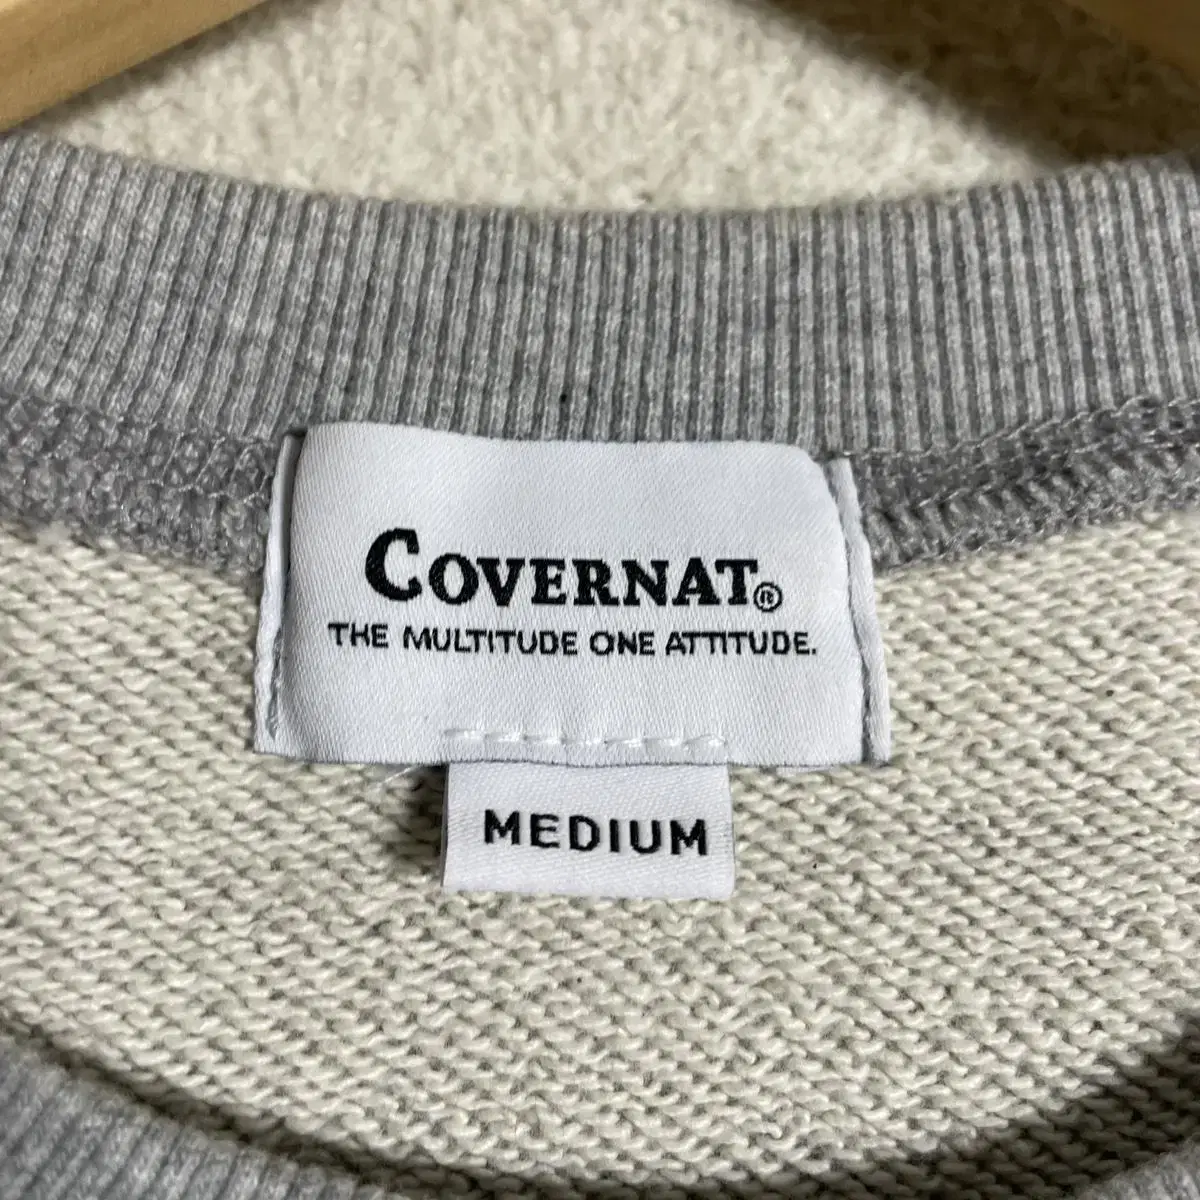 COVERNAT®
THE MULTITUDE ONE ATTITUDE.
MEDIUM